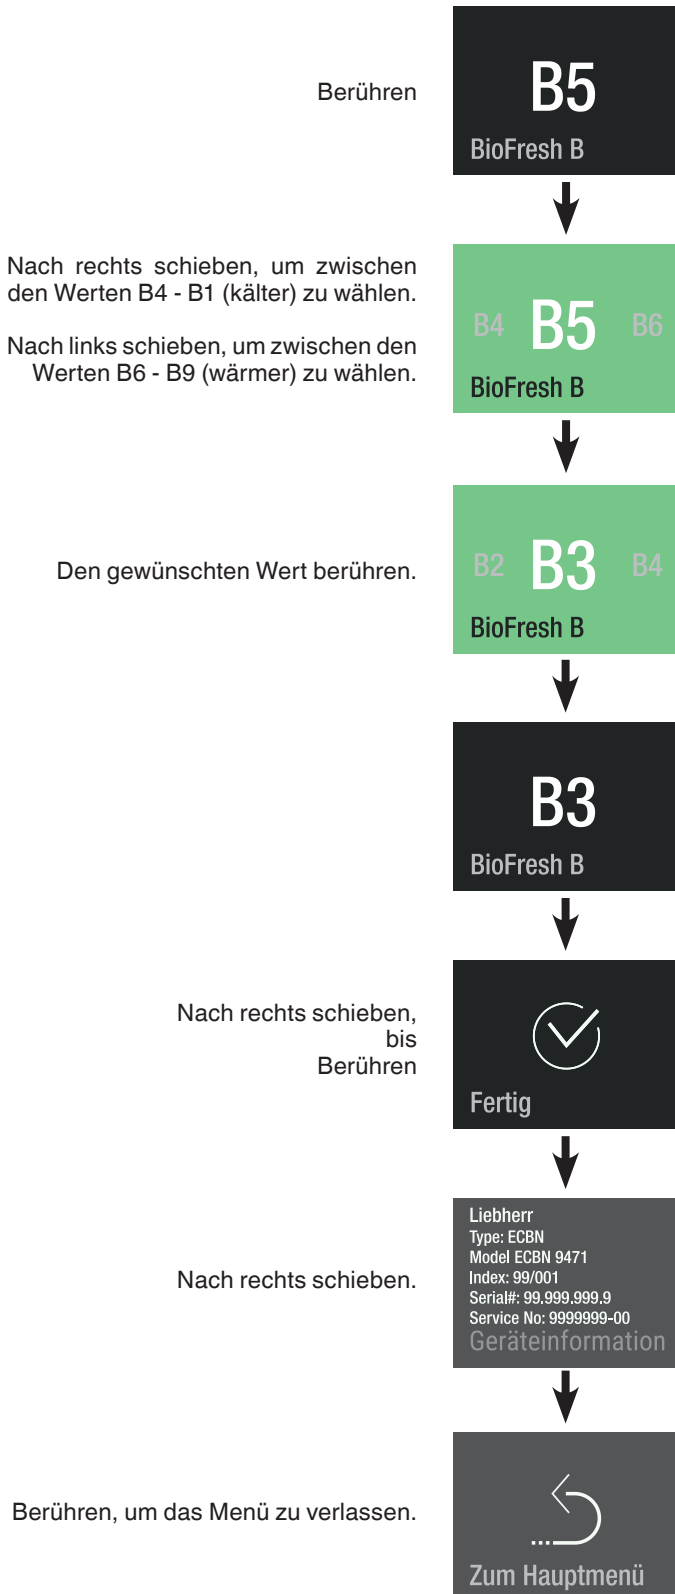 Berühren
B5
BioFresh B
Nach rechts schieben, um zwischen
den Werten B4 - B1 (kälter) zu wählen.
Nach links schieben, um zwischen den
Werten B6 - B9 (wärmer) zu wählen.
B4 B5 B6
BioFresh B
Den gewünschten Wert berühren.
B2 B3 B4
BioFresh B
B3
BioFresh B
Nach rechts schieben,
bis
Berühren
Fertig
Nach rechts schieben.
Liebherr
Type: ECBN
Model ECBN 9471
Index: 99/001
Serial#: 99.999.999.9
Service No: 9999999-00
Geräteinformation
Berühren, um das Menü zu verlassen.
Zum Hauptmenü